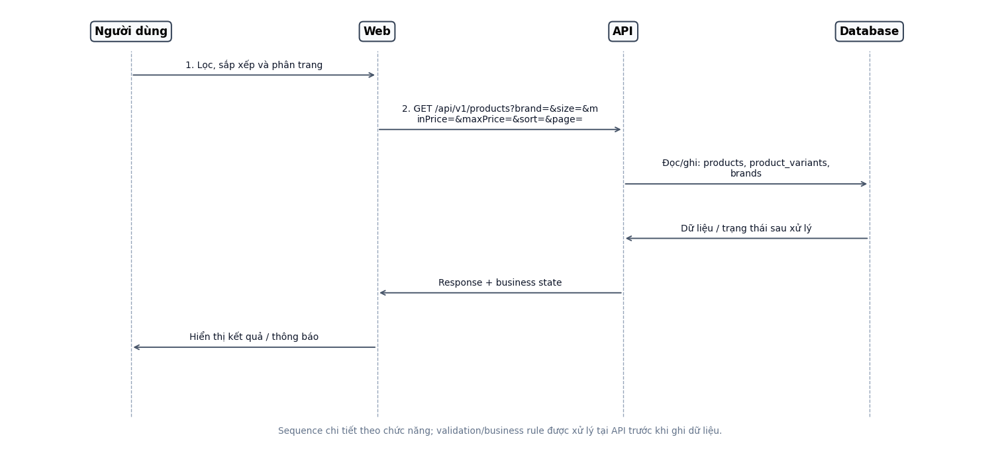 Người dùng
Web
API
Database
1. Lọc, sắp xếp và phân trang
2. GET /api/v1/products?brand=&size=&m
inPrice=&maxPrice=&sort=&page=
Đọc/ghi: products, product_variants,
brands
Dữ liệu / trạng thái sau xử lý
Response + business state
Hiển thị kết quả / thông báo
Sequence chi tiết theo chức năng; validation/business rule được xử lý tại API trước khi ghi dữ liệu.